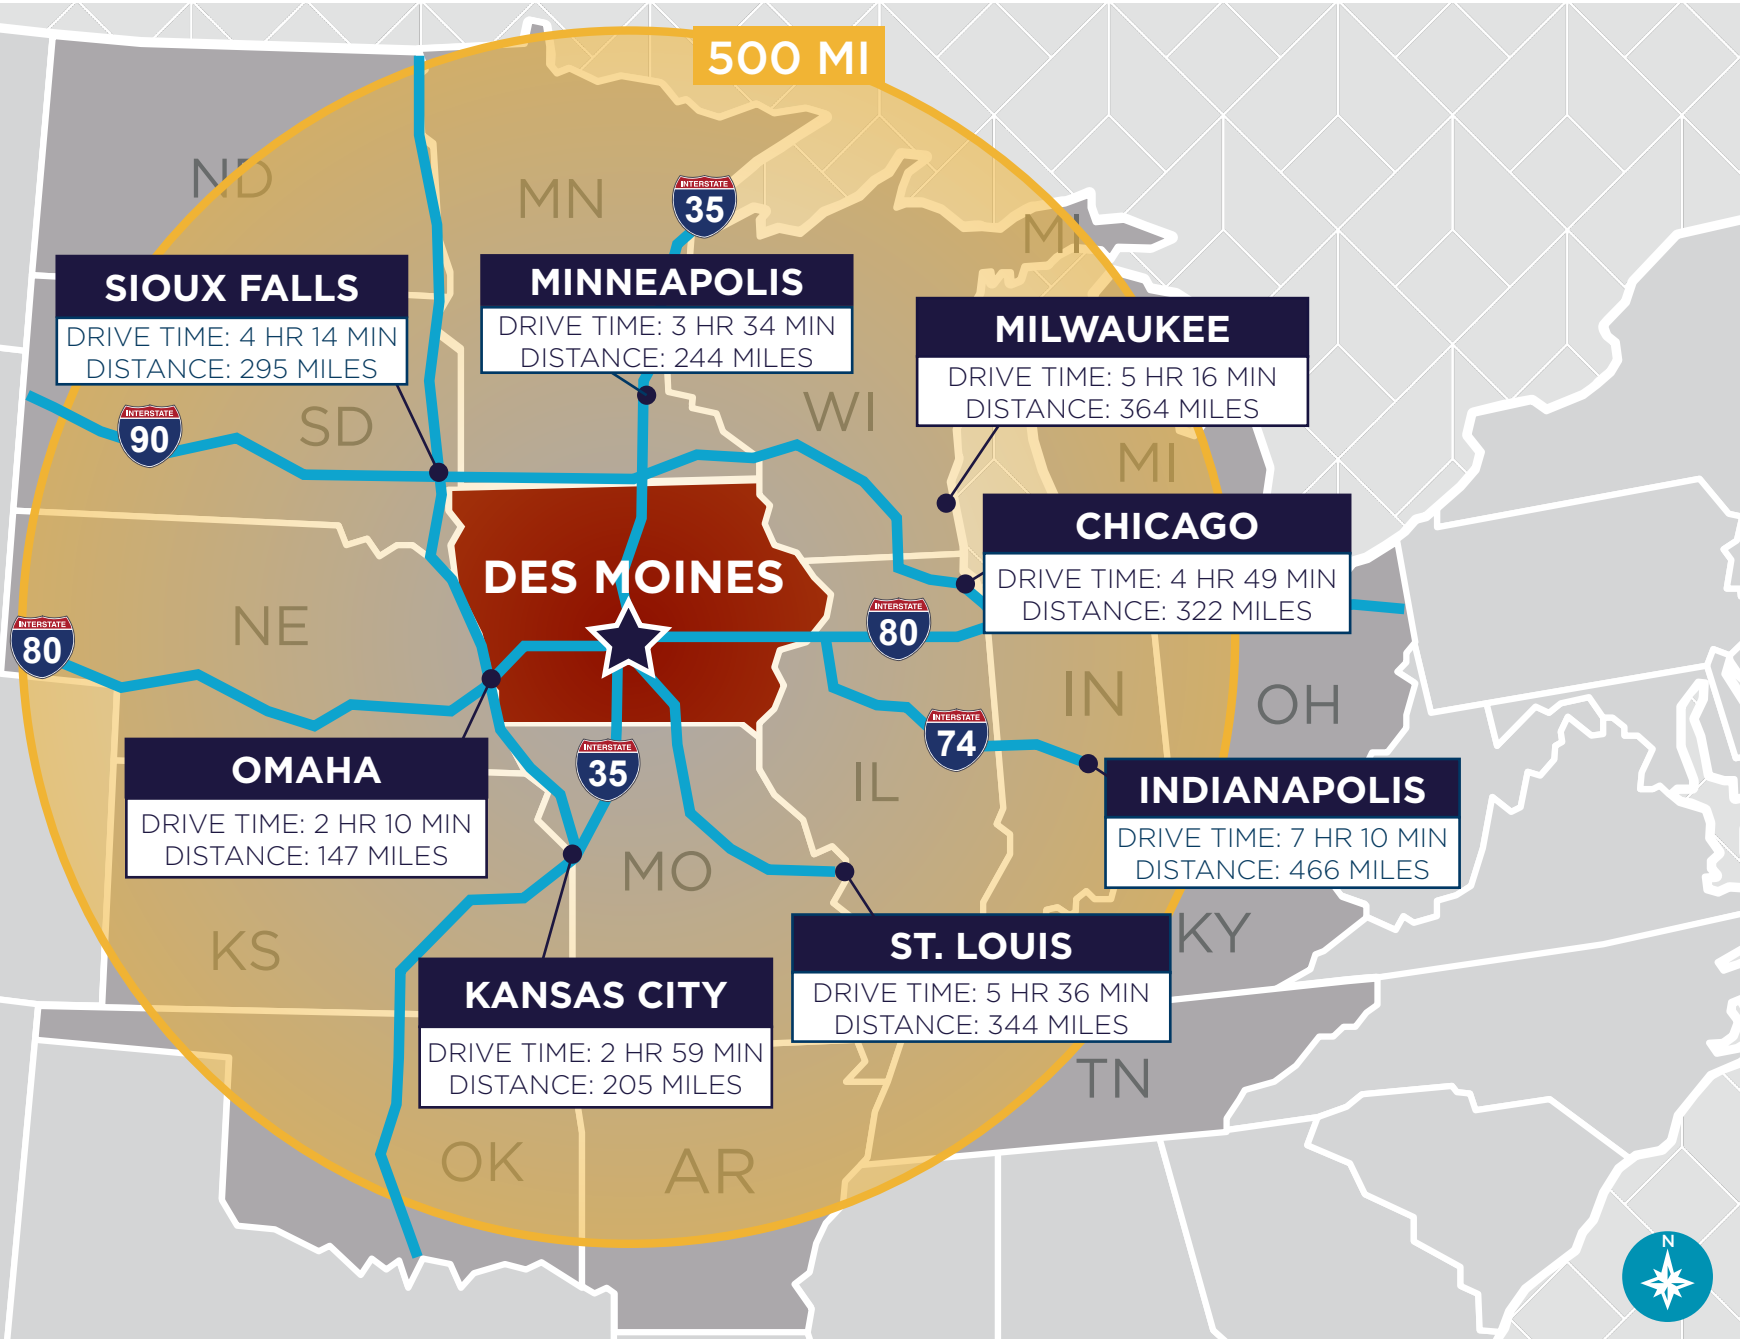 500 MI
ND
MN
INTERSTATE
35
MI
SIOUX FALLS
DRIVE TIME: 4 HR 14 MIN
DISTANCE: 295 MILES
MINNEAPOLIS
DRIVE TIME: 3 HR 34 MIN
DISTANCE: 244 MILES
MILWAUKEE
DRIVE TIME: 5 HR 16 MIN
DISTANCE: 364 MILES
INTERSTATE
90
SD
WI
MI
CHICAGO
DRIVE TIME: 4 HR 49 MIN
DISTANCE: 322 MILES
DES MOINES
INTERSTATE
80
NE
INTERSTATE
80
IN
OH
INTERSTATE
74
OMAHA
DRIVE TIME: 2 HR 10 MIN
DISTANCE: 147 MILES
INTERSTATE
35
IL
INDIANAPOLIS
DRIVE TIME: 7 HR 10 MIN
DISTANCE: 466 MILES
MO
KS
KY
ST. LOUIS
DRIVE TIME: 5 HR 36 MIN
DISTANCE: 344 MILES
KANSAS CITY
DRIVE TIME: 2 HR 59 MIN
DISTANCE: 205 MILES
TN
OK
AR
N